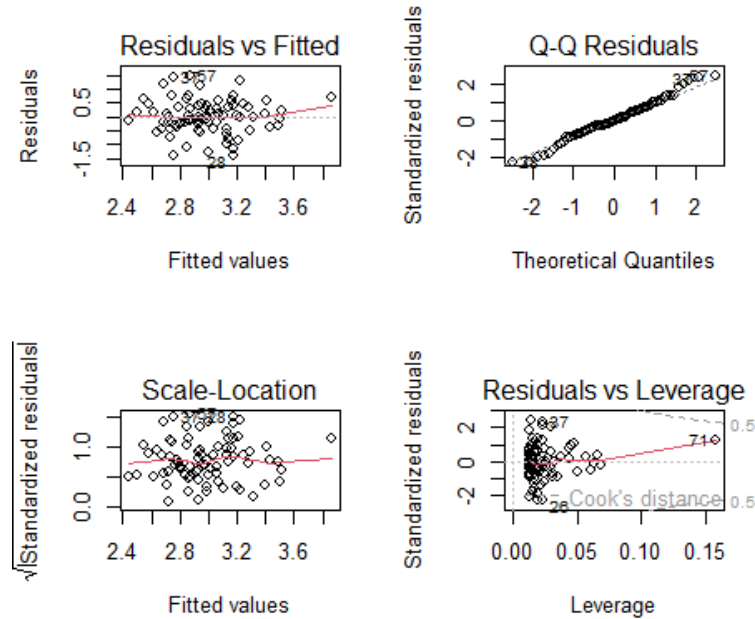 Residuals vs Fitted
Residuals
0.5
-1.5
3757
28
2.4 2.8 3.2 3.6
Fitted values
Q-Q Residuals
Standardized residuals
2
0
-2
-2 -1 0 1 2
Theoretical Quantiles
Scale-Location
√|Standardized residuals|
1.0
0.0
2.4 2.8 3.2 3.6
Fitted values
Residuals vs Leverage
Standardized residuals
2
0
-2
37
71
28
0.5
Cook's distance
0.5
0.00 0.05 0.10 0.15
Leverage